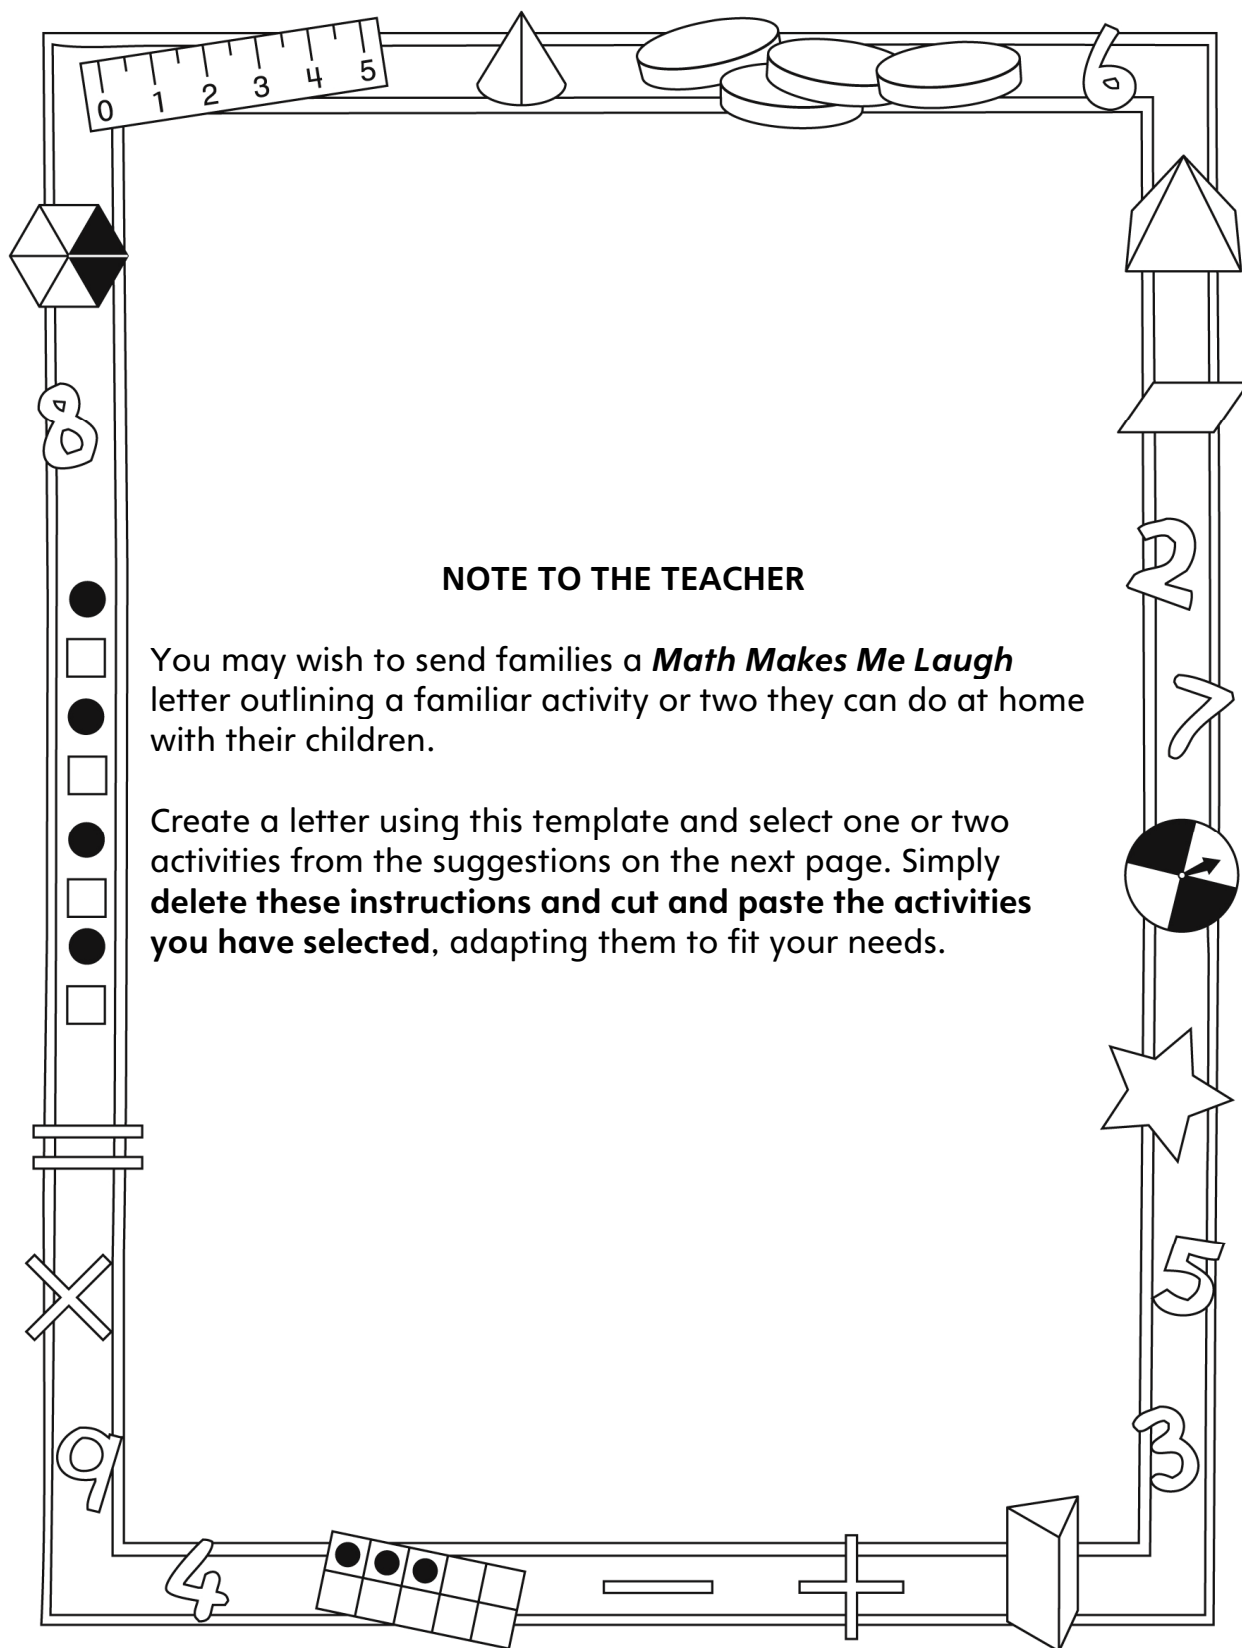 0 1 2 3 4 5
6
8
2
7
5
3
9
4
NOTE TO THE TEACHER
You may wish to send families a Math Makes Me Laugh
letter outlining a familiar activity or two they can do at home
with their children.
Create a letter using this template and select one or two
activities from the suggestions on the next page. Simply
delete these instructions and cut and paste the activities
you have selected, adapting them to fit your needs.